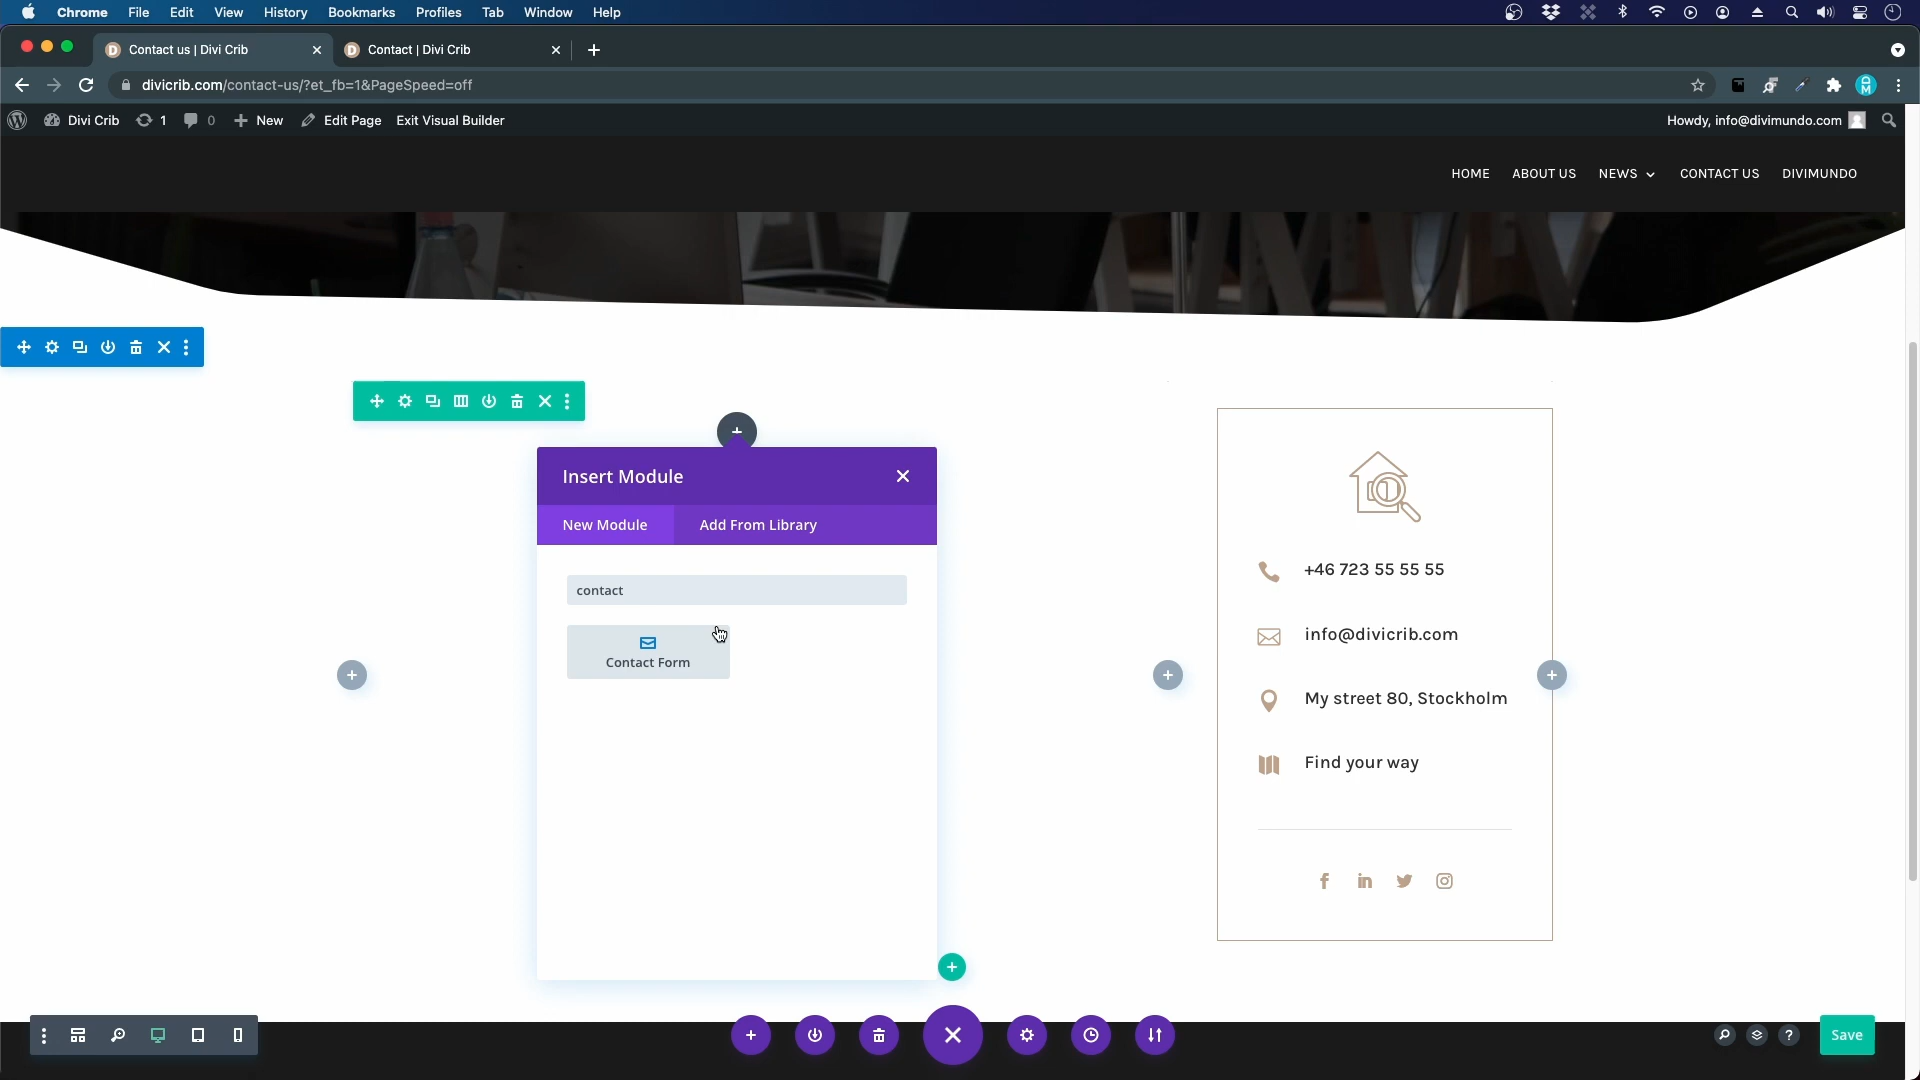 Chrome File Edit View History Bookmarks Profiles Tab Window Help
Contact us | Divi Crib
Contact | Divi Crib
divicrib.com/contact-us/?et_fb=1&PageSpeed=off
Divi Crib 1 0 New Edit Page Exit Visual Builder
Howdy, info@divimundo.com
HOME ABOUT US NEWS CONTACT US DIVIMUNDO
Insert Module
New Module Add From Library
contact
Contact Form
+46 723 55 55 55
info@divicrib.com
My street 80, Stockholm
Find your way
Save